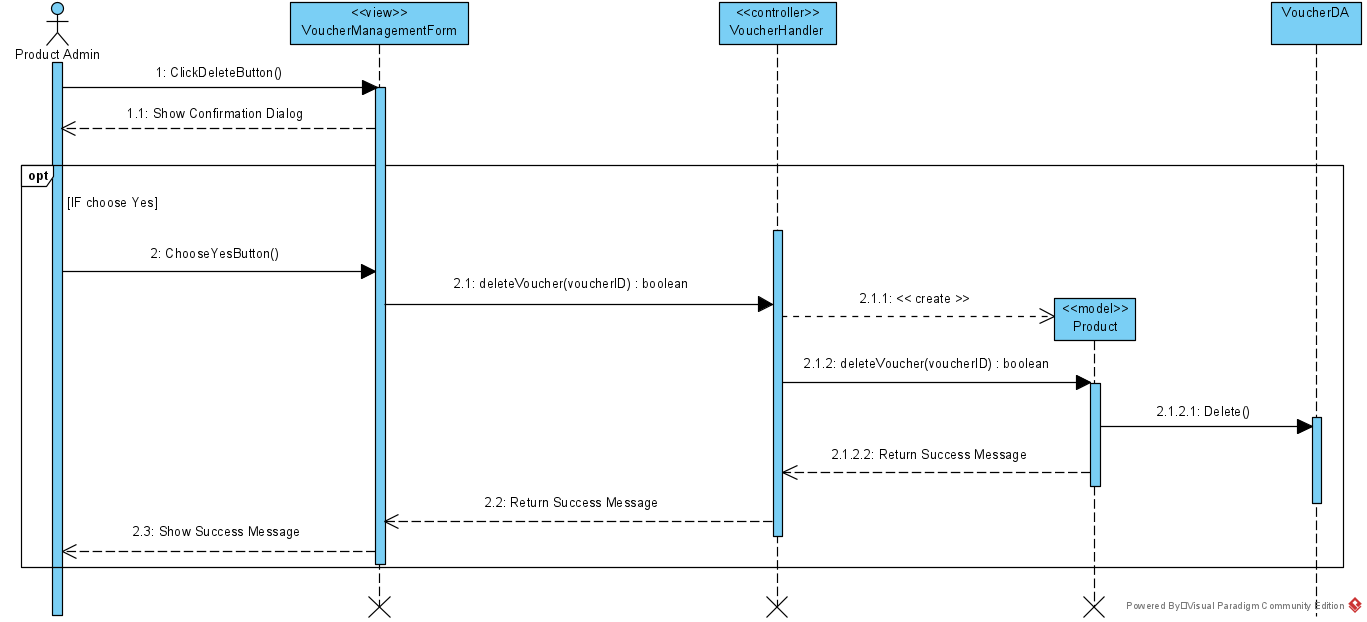 <<view>>
VoucherManagementForm
<<controller>>
VoucherHandler
VoucherDA
Product Admin
1: ClickDeleteButton()
1.1: Show Confirmation Dialog
opt
[IF choose Yes]
2: ChooseYesButton()
2.1: deleteVoucher(voucherID) : boolean
2.1.1: << create >>
<<model>>
Product
2.1.2: deleteVoucher(voucherID) : boolean
2.1.2.1: Delete()
2.1.2.2: Return Success Message
2.2: Return Success Message
2.3: Show Success Message
Powered By□Visual Paradigm Community Edition